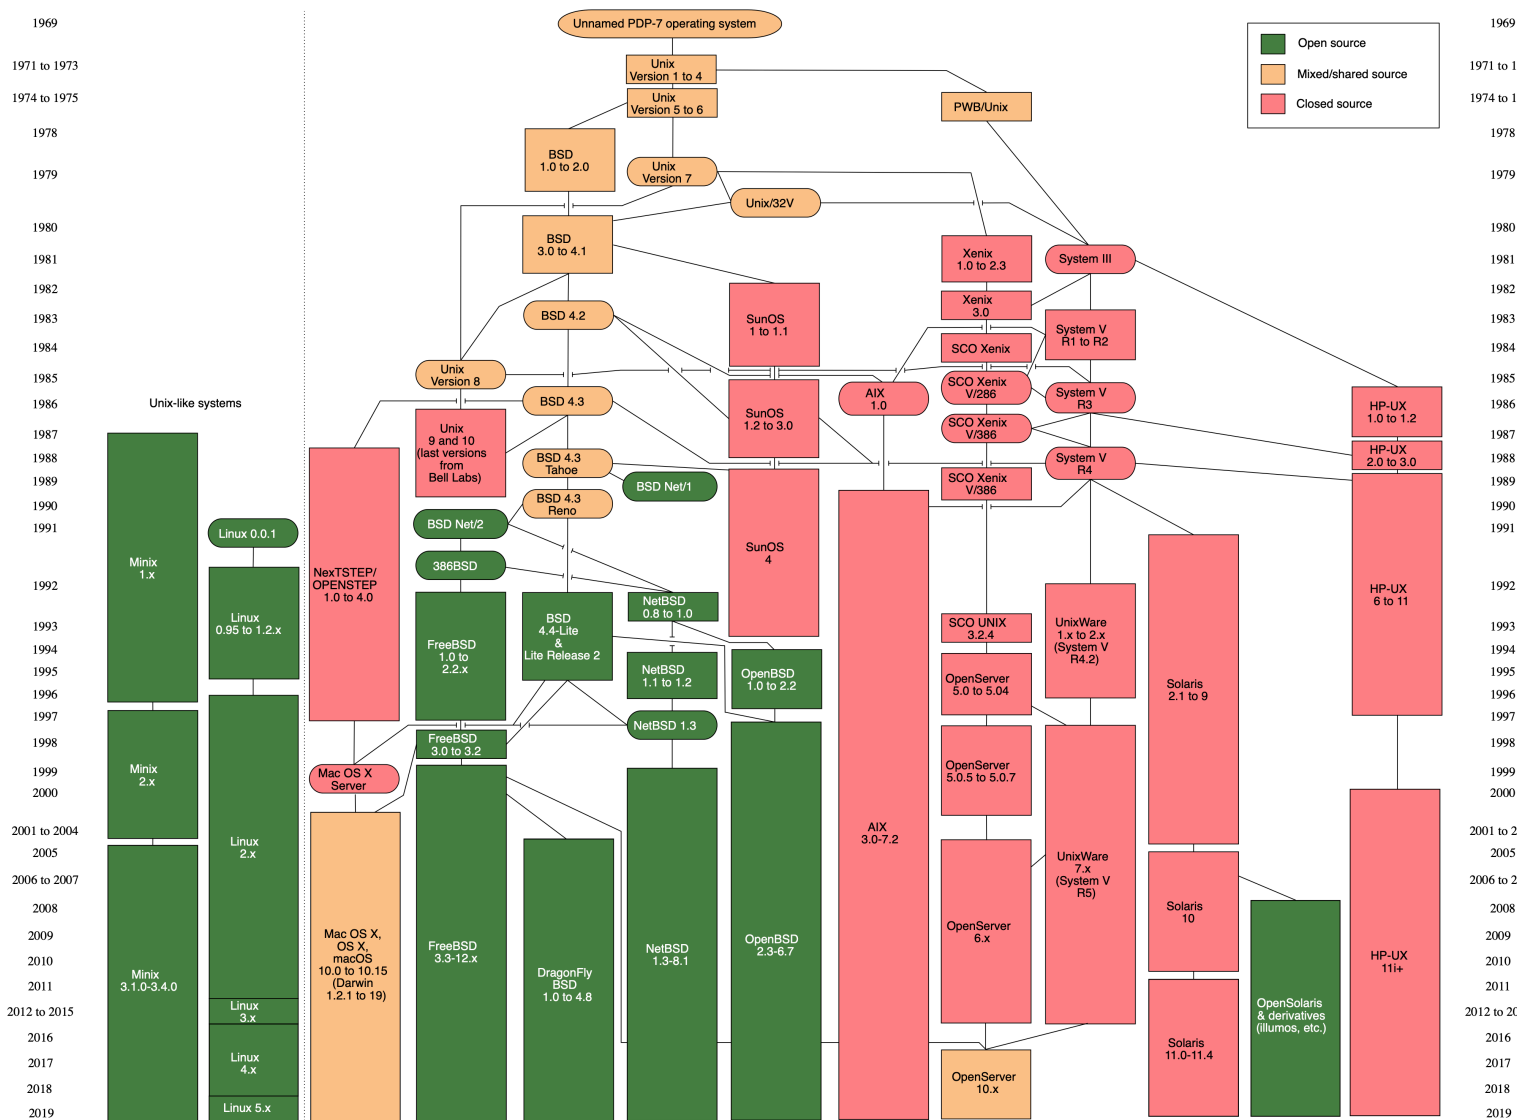 1969
1971 to 1973
1974 to 1975
1978
1979
1980
1981
1982
1983
1984
1985
1986
1987
1988
1989
1990
1991
1992
1993
1994
1995
1996
1997
1998
1999
2000
2001 to 2004
2005
2006 to 2007
2008
2009
2010
2011
2012 to 2015
2016
2017
2018
2019
Unix-like systems
Minix
1.x
Minix
2.x
Minix
3.1.0-3.4.0
Linux 0.0.1
Linux
0.95 to 1.2.x
Linux
2.x
Linux
3.x
Linux
4.x
Linux 5.x
NexTSTEP/
OPENSTEP
1.0 to 4.0
Mac OS X
Server
Mac OS X,
OS X,
macOS
10.0 to 10.15
(Darwin
1.2.1 to 19)
Unnamed PDP-7 operating system
Unix
Version 1 to 4
Unix
Version 5 to 6
BSD
1.0 to 2.0
Unix
Version 7
Unix/32V
BSD
3.0 to 4.1
BSD 4.2
Unix
Version 8
BSD 4.3
Unix
9 and 10
(last versions
from
Bell Labs)
BSD 4.3
Tahoe
BSD Net/1
BSD 4.3
Reno
BSD Net/2
386BSD
FreeBSD
1.0 to
2.2.x
FreeBSD
3.0 to 3.2
FreeBSD
3.3-12.x
BSD
4.4-Lite
&
Lite Release 2
DragonFly
BSD
1.0 to 4.8
NetBSD
0.8 to 1.0
NetBSD
1.1 to 1.2
NetBSD 1.3
NetBSD
1.3-8.1
SunOS
1 to 1.1
SunOS
1.2 to 3.0
SunOS
4
OpenBSD
1.0 to 2.2
OpenBSD
2.3-6.7
AIX
1.0
AIX
3.0-7.2
PWB/Unix
Xenix
1.0 to 2.3
Xenix
3.0
SCO Xenix
SCO Xenix
V/286
SCO Xenix
V/386
SCO Xenix
V/386
SCO UNIX
3.2.4
OpenServer
5.0 to 5.04
OpenServer
5.0.5 to 5.0.7
OpenServer
6.x
OpenServer
10.x
System III
System V
R1 to R2
System V
R3
System V
R4
UnixWare
1.x to 2.x
(System V
R4.2)
UnixWare
7.x
(System V
R5)
Solaris
2.1 to 9
Solaris
10
Solaris
11.0-11.4
OpenSolaris
& derivatives
(illumos, etc.)
HP-UX
1.0 to 1.2
HP-UX
2.0 to 3.0
HP-UX
6 to 11
HP-UX
11i+
Open source
Mixed/shared source
Closed source
1969
1971 to 1
1974 to 1
1978
1979
1980
1981
1982
1983
1984
1985
1986
1987
1988
1989
1990
1991
1992
1993
1994
1995
1996
1997
1998
1999
2000
2001 to 2
2005
2006 to 2
2008
2009
2010
2011
2012 to 20
2016
2017
2018
2019